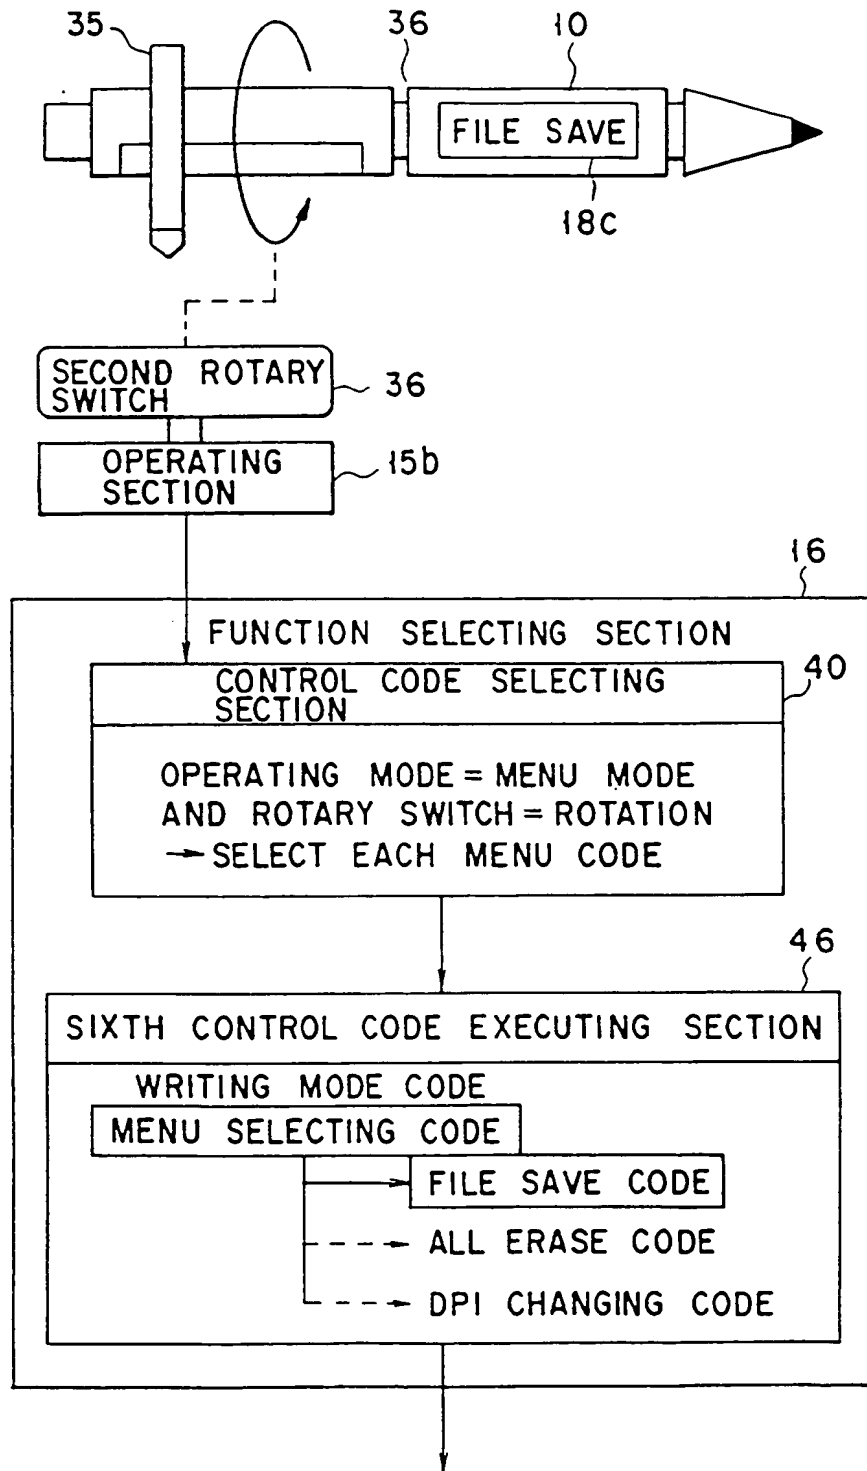 35
36
10
FILE SAVE
18c
SECOND ROTARY
SWITCH
36
OPERATING
SECTION
15b
16
FUNCTION SELECTING SECTION
CONTROL CODE SELECTING
SECTION
40
OPERATING MODE = MENU MODE
AND ROTARY SWITCH = ROTATION
→ SELECT EACH MENU CODE
46
SIXTH CONTROL CODE EXECUTING SECTION
WRITING MODE CODE
MENU SELECTING CODE
FILE SAVE CODE
ALL ERASE CODE
DPI CHANGING CODE